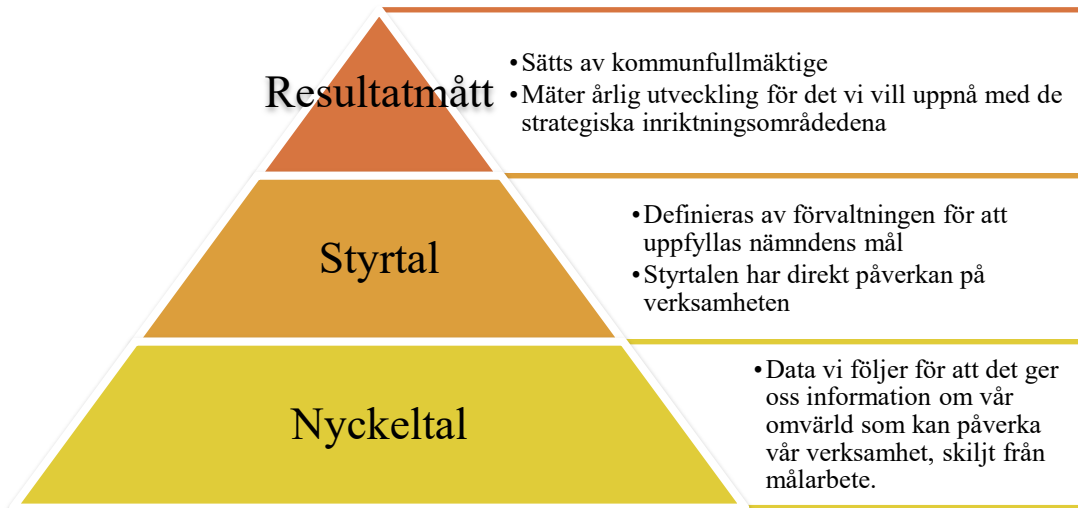 Resultatmått
•Sätts av kommunfullmäktige
•Mäter årlig utveckling för det vi vill uppnå med de
strategiska inriktningsområdedena
Styrtal
•Definieras av förvaltningen för att
uppfyllas nämndens mål
•Styrtalen har direkt påverkan på
verksamheten
Nyckeltal
•Data vi följer för att det ger
oss information om vår
omvärld som kan påverka
vår verksamhet, skiljt från
målarbete.